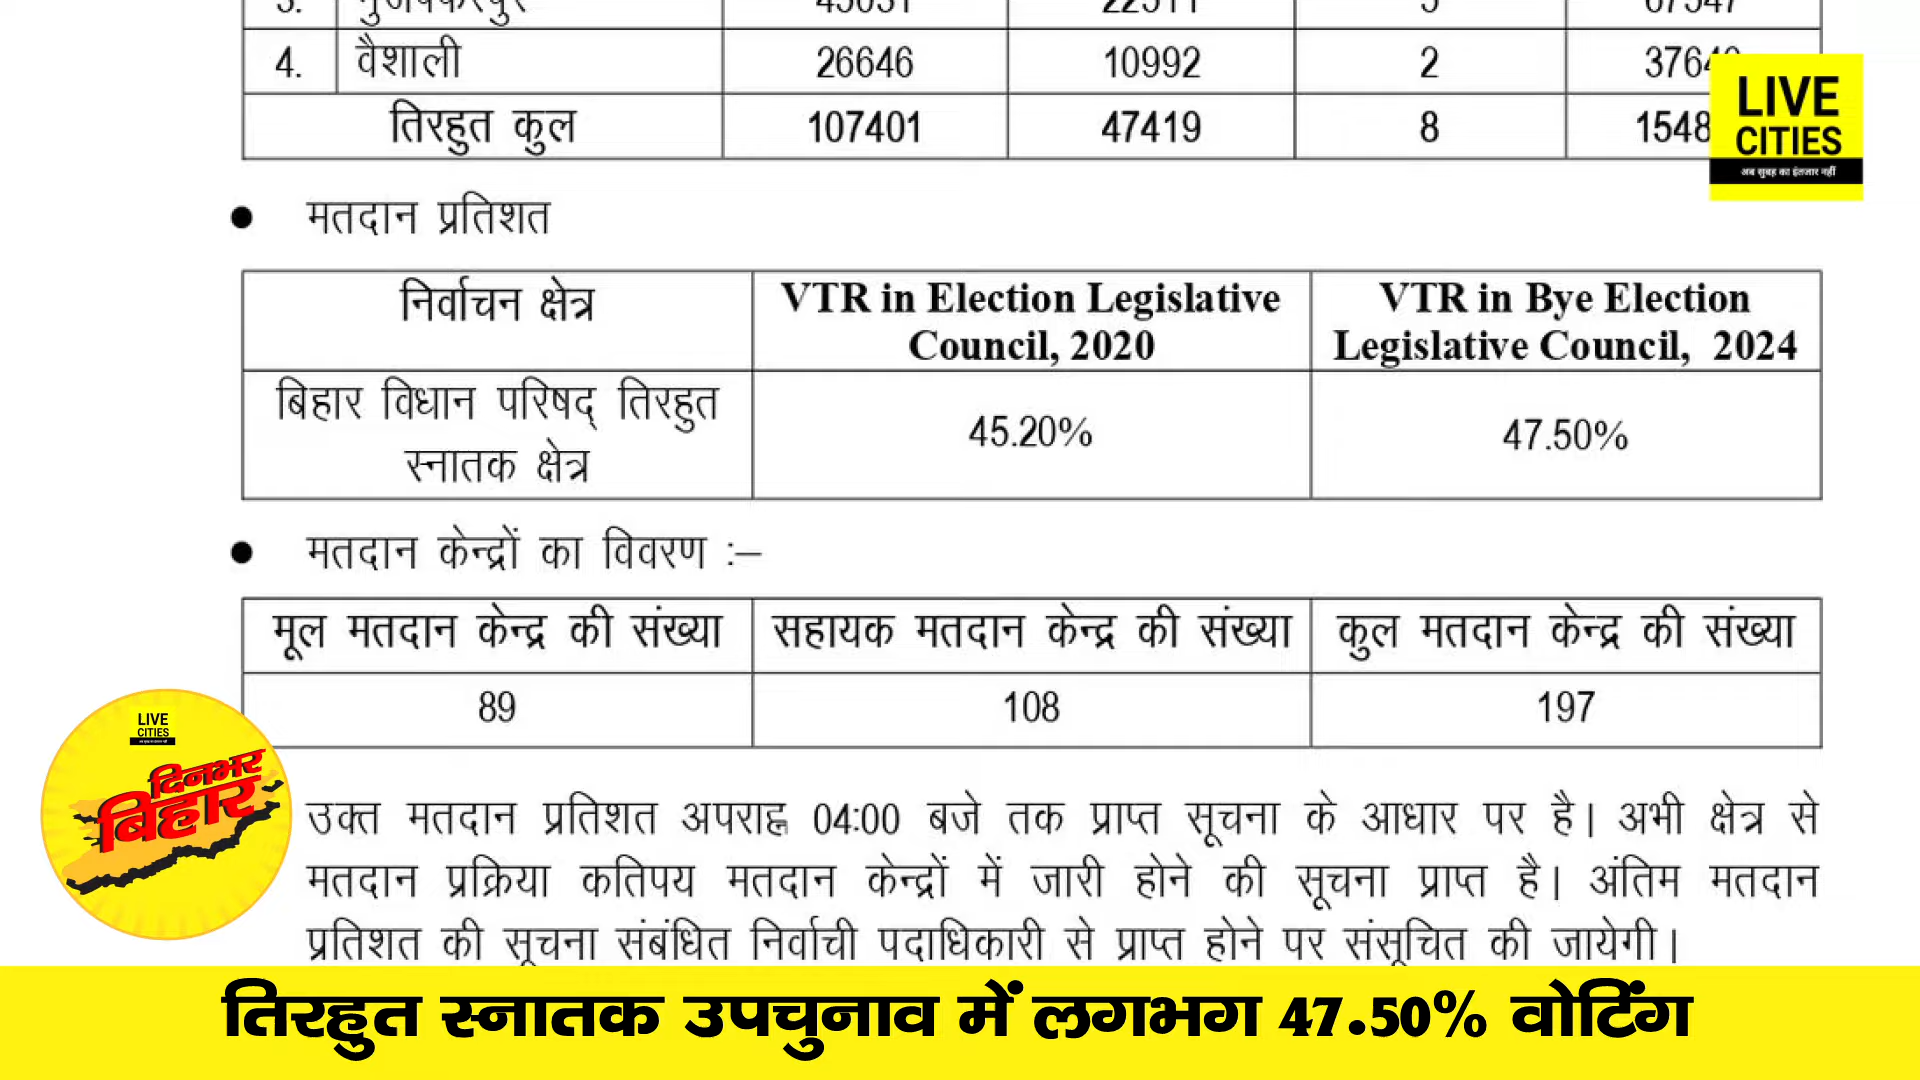 4. वैशाली 26646 10992 2
तिरहुत कुल 107401 47419 8
LIVE
CITIES
अब सुबह का इंतजार नहीं
● मतदान प्रतिशत
निर्वाचन क्षेत्र VTR in Election Legislative Council, 2020 VTR in Bye Election Legislative Council, 2024
बिहार विधान परिषद् तिरहुत स्नातक क्षेत्र 45.20% 47.50%
● मतदान केन्द्रों का विवरण :–
मूल मतदान केन्द्र की संख्या सहायक मतदान केन्द्र की संख्या कुल मतदान केन्द्र की संख्या
89 108 197
उक्त मतदान प्रतिशत अपराह्न 04:00 बजे तक प्राप्त सूचना के आधार पर है। अभी क्षेत्र से
मतदान प्रक्रिया कतिपय मतदान केन्द्रों में जारी होने की सूचना प्राप्त है। अंतिम मतदान
प्रतिशत की सूचना संबंधित निर्वाची पदाधिकारी से प्राप्त होने पर संसूचित की जायेगी।
LIVE
CITIES
दिनभर
बिहार
तिरहुत स्नातक उपचुनाव में लगभग 47.50% वोटिंग